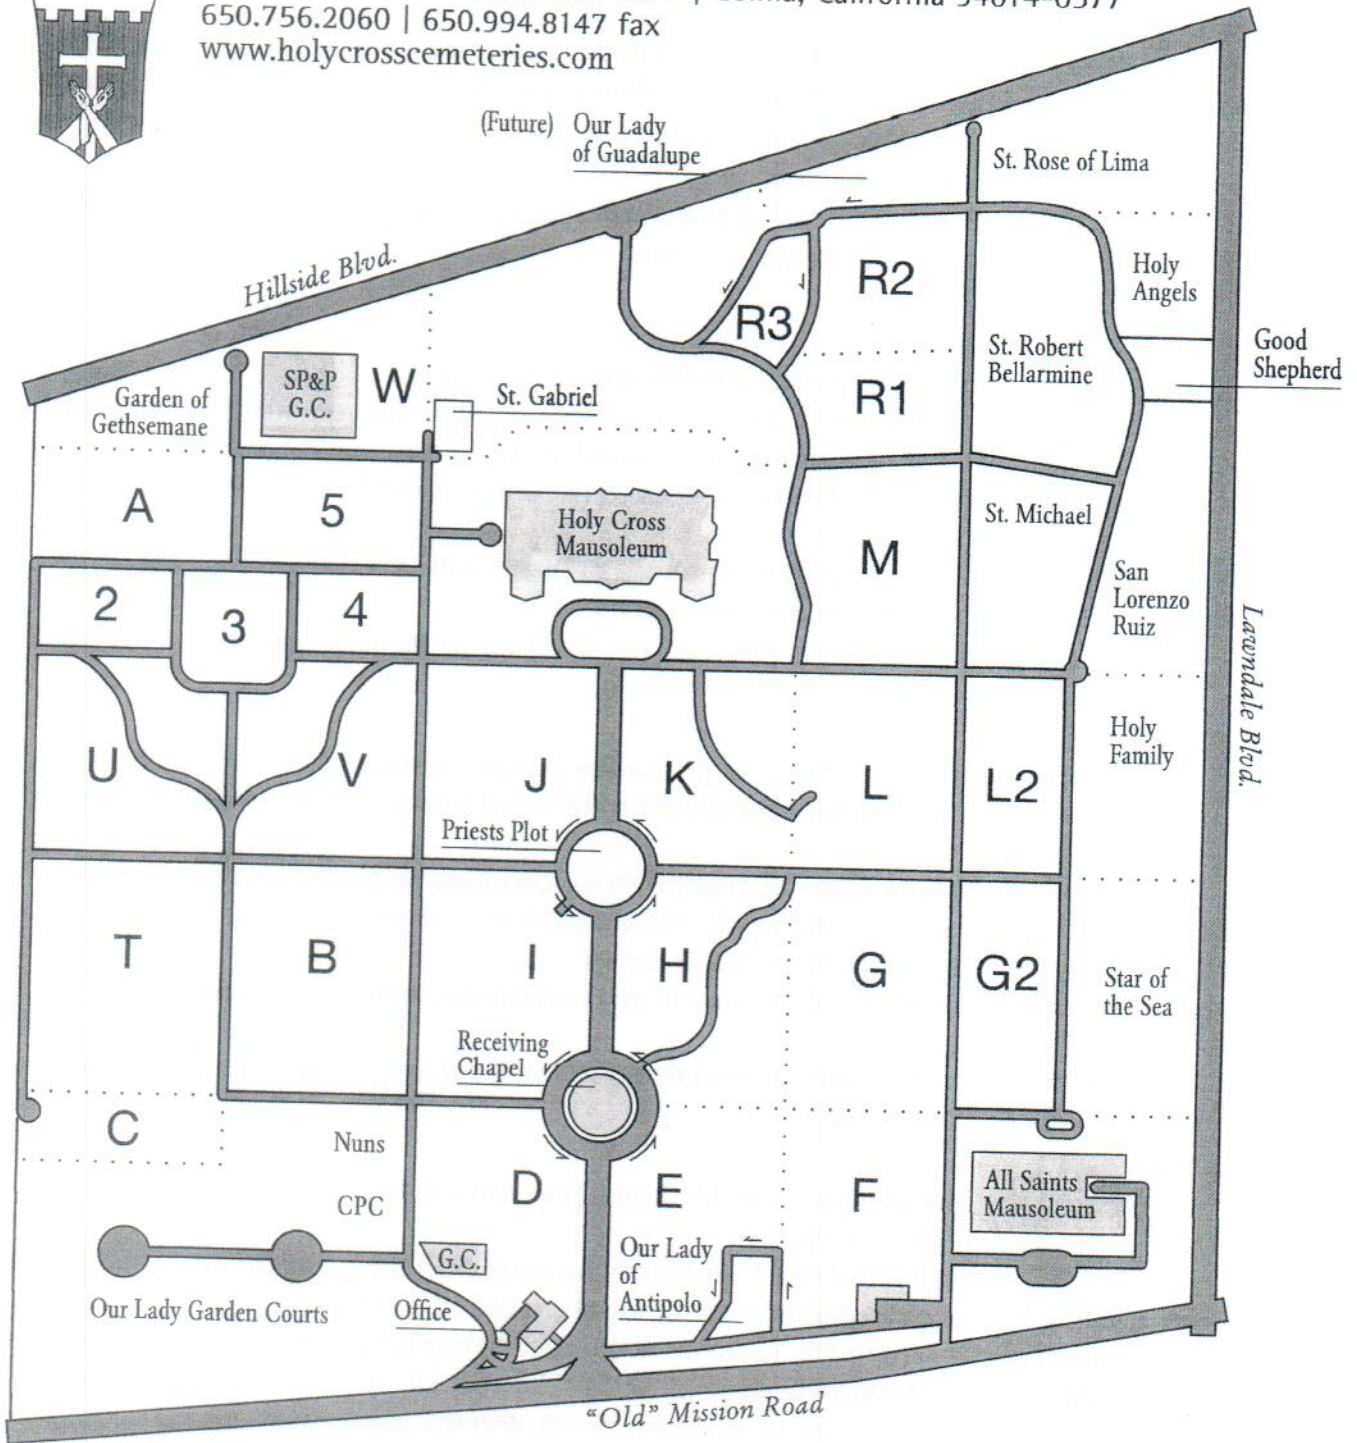 Colma, California
650.756.2060 | 650.994.8147 fax
www.holycrosscemeteries.com
(Future) Our Lady
of Guadalupe
St. Rose of Lima
Hillside Blvd.
R2
Holy
Angels
R3
St. Robert
Bellarmine
Good
Shepherd
SP&P
G.C.
W
Garden of
Gethsemane
St. Gabriel
R1
A
5
Holy Cross
Mausoleum
St. Michael
M
2
3
4
San
Lorenzo
Ruiz
Lawndale Blvd.
U
V
J
K
L
L2
Holy
Family
Priests Plot
T
B
I
H
G
G2
Star of
the Sea
Receiving
Chapel
C
Nuns
D
E
F
All Saints
Mausoleum
CPC
G.C.
Our Lady
of
Antipolo
Our Lady Garden Courts
Office
"Old" Mission Road